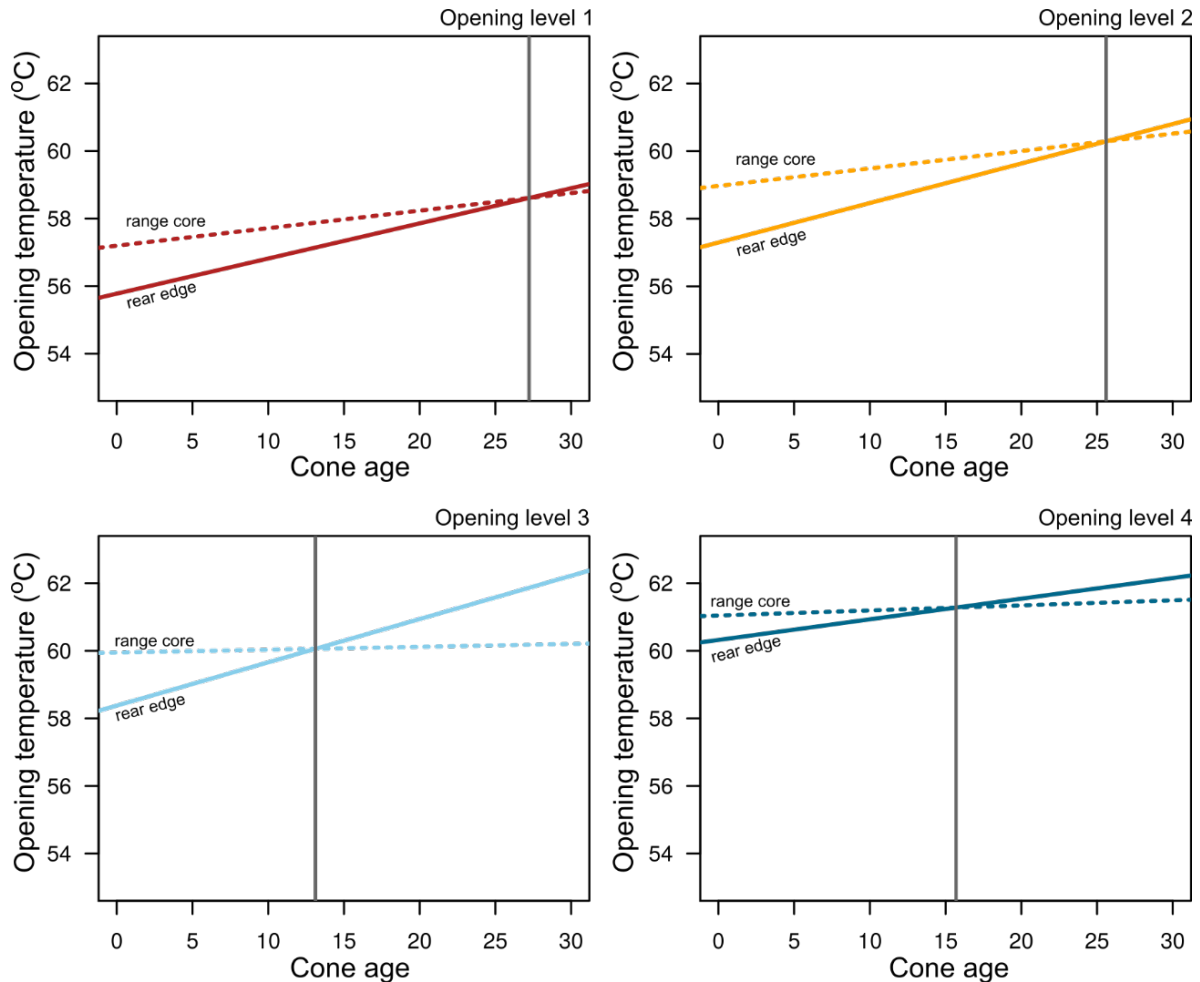 Opening level 1
Opening temperature (ºC)
62
60
58
56
54
range core
rear edge
0 5 10 15 20 25 30
Cone age
Opening level 2
Opening temperature (ºC)
62
60
58
56
54
range core
rear edge
0 5 10 15 20 25 30
Cone age
Opening level 3
Opening temperature (ºC)
62
60
58
56
54
range core
rear edge
0 5 10 15 20 25 30
Cone age
Opening level 4
Opening temperature (ºC)
62
60
58
56
54
range core
rear edge
0 5 10 15 20 25 30
Cone age